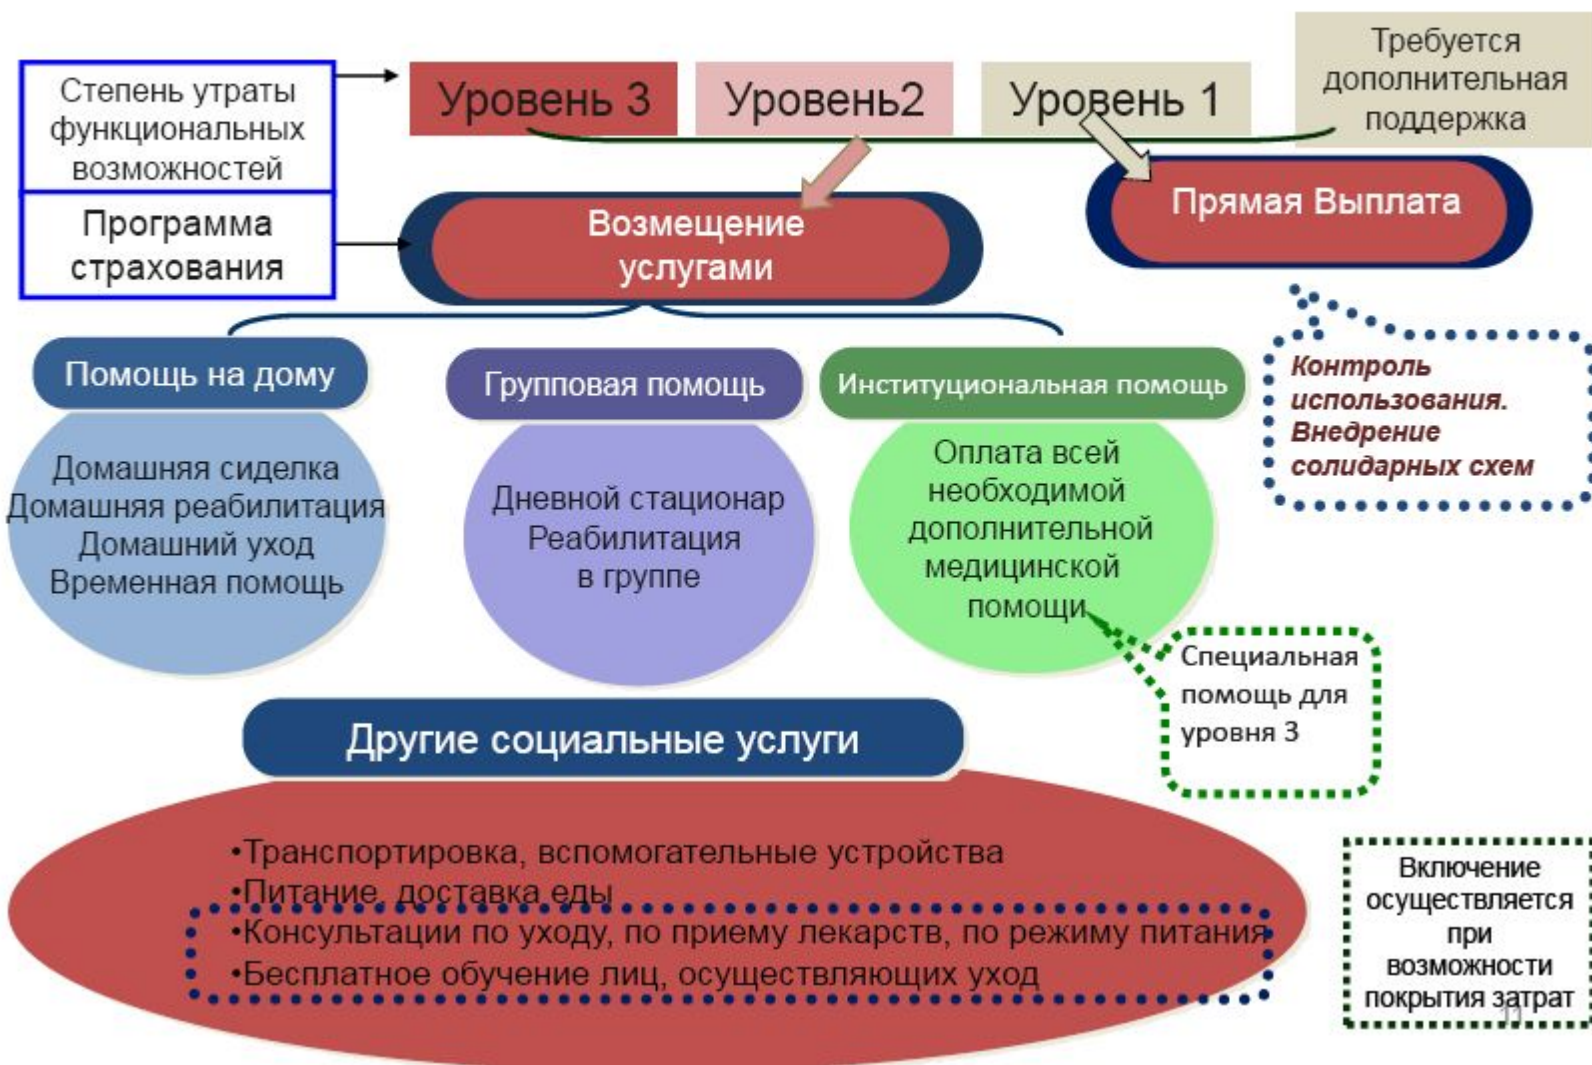 Степень утраты
функциональных
возможностей
Уровень 3
Уровень2
Уровень 1
Требуется
дополнительная
поддержка
Программа
страхования
Возмещение
услугами
Прямая Выплата
Контроль
использования.
Внедрение
солидарных схем
Помощь на дому
Домашняя сиделка
Домашняя реабилитация
Домашний уход
Временная помощь
Групповая помощь
Дневной стационар
Реабилитация
в группе
Институциональная помощь
Оплата всей
необходимой
дополнительной
медицинской
помощи
Специальная
помощь для
уровня 3
Другие социальные услуги
•Транспортировка, вспомогательные устройства
•Питание, доставка еды
•Консультации по уходу, по приему лекарств, по режиму питания
•Бесплатное обучение лиц, осуществляющих уход
Включение
осуществляется
при
возможности
покрытия затрат
11